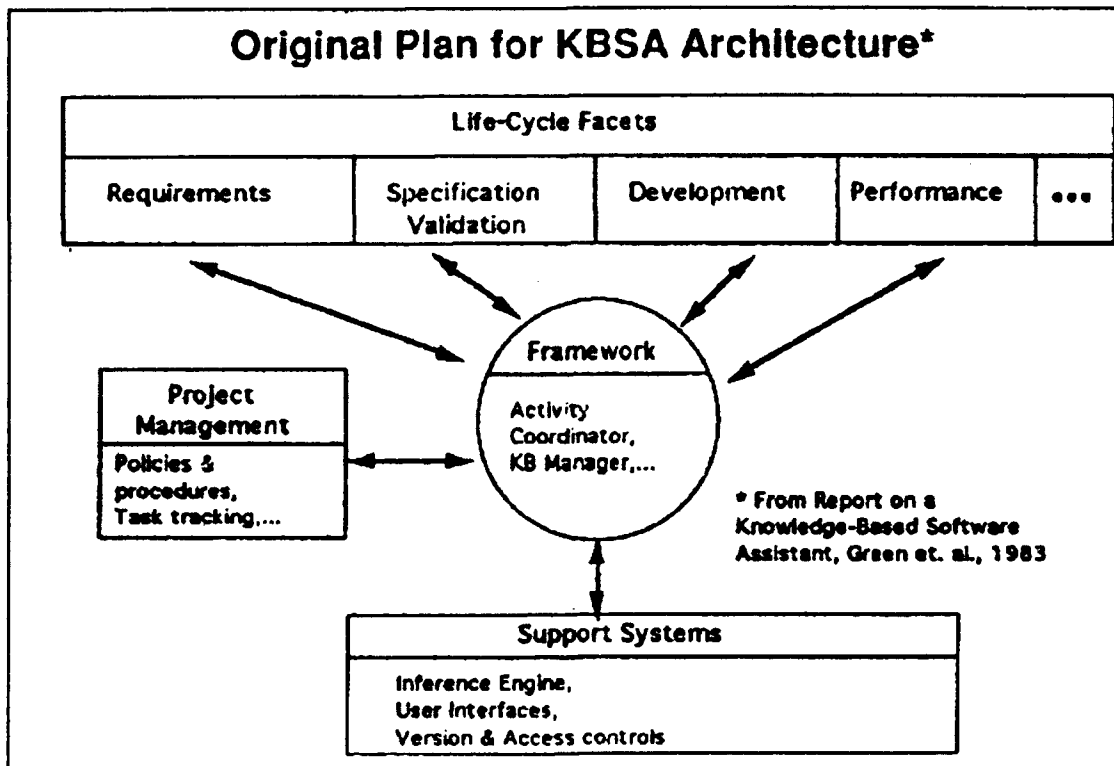 Original Plan for KBSA Architecture*
Life-Cycle Facets
Requirements
Specification
Validation
Development
Performance
•••
Framework
Activity
Coordinator,
KB Manager,...
Project
Management
Policies &
procedures,
Task tracking,...
* From Report on a
Knowledge-Based Software
Assistant, Green et. al., 1983
Support Systems
Inference Engine,
User Interfaces,
Version & Access controls